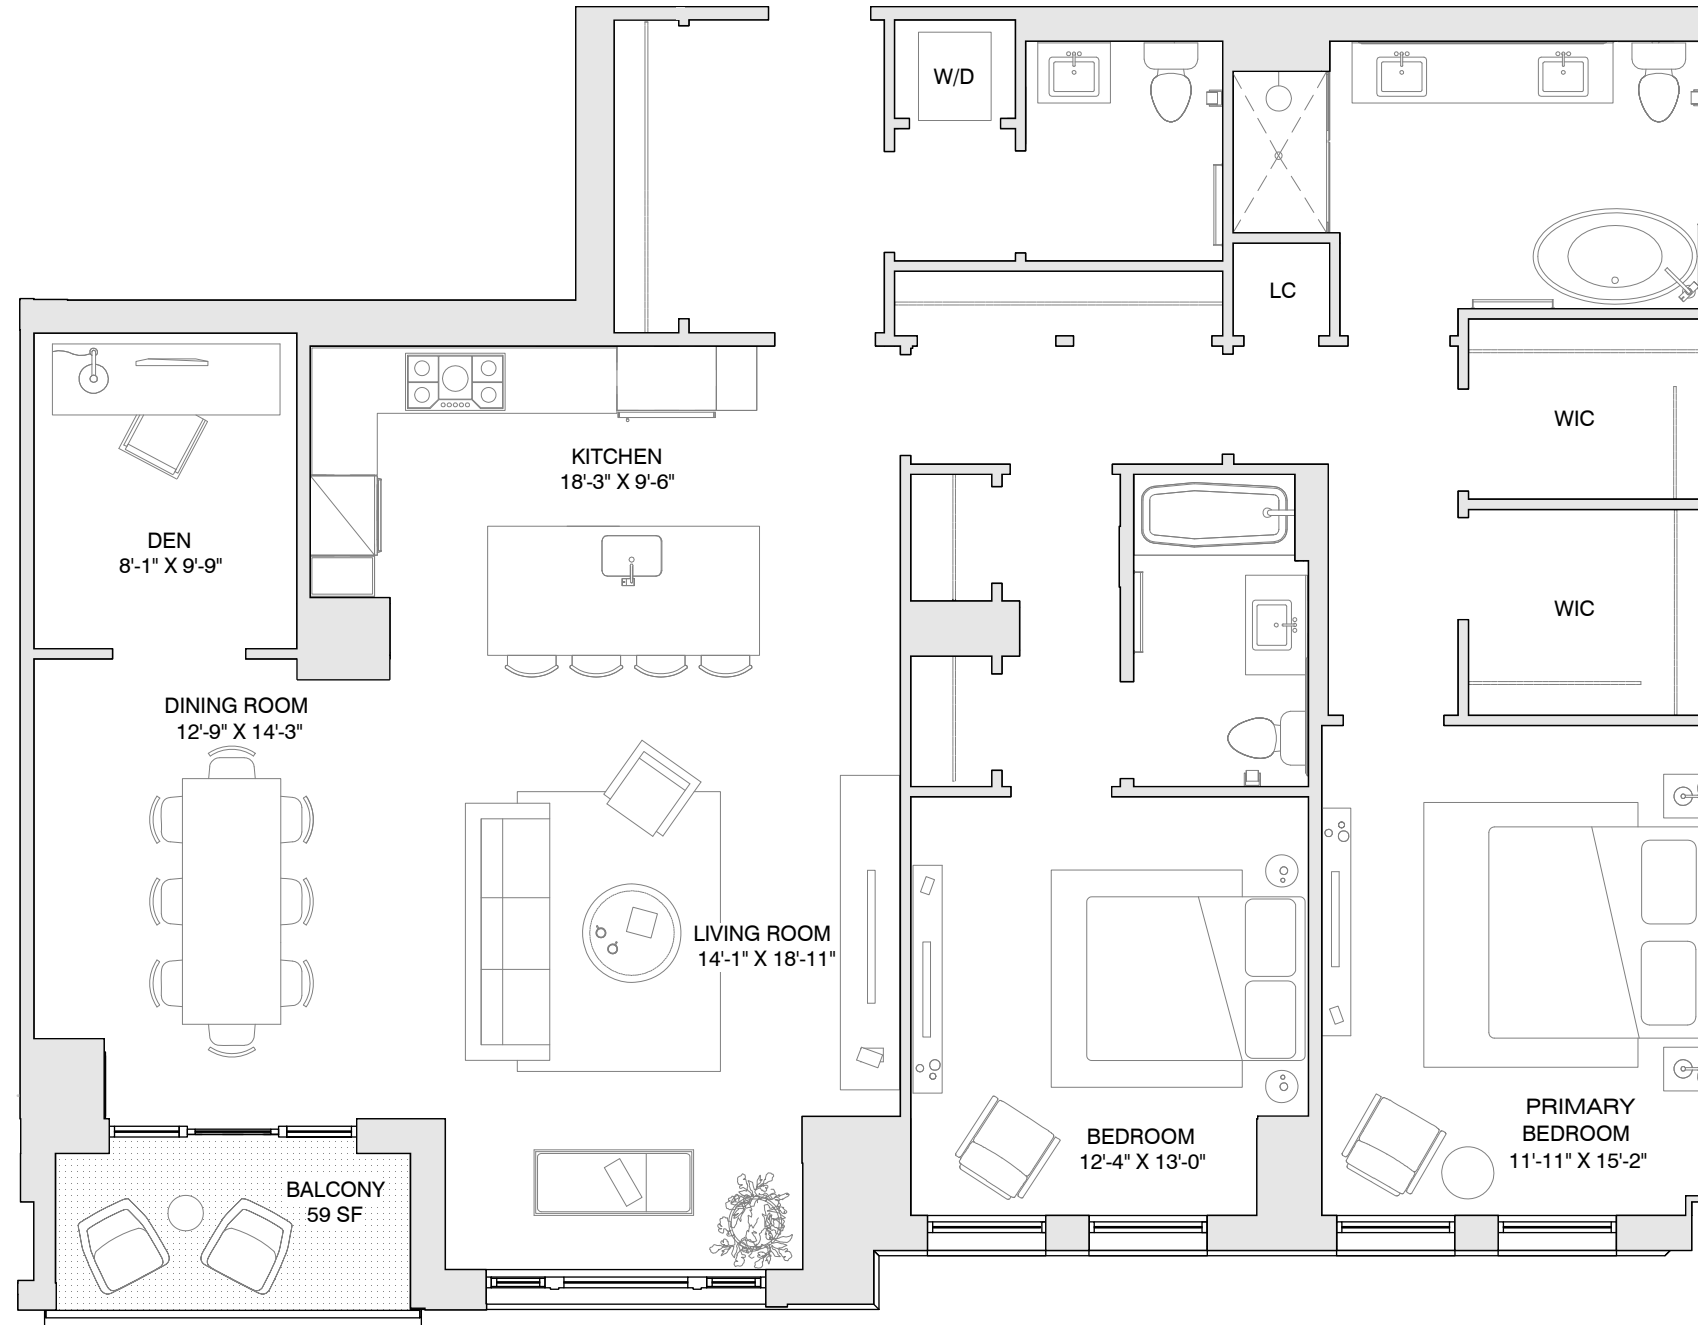 W/D
LC
WIC
KITCHEN
18'-3" X 9'-6"
DEN
8'-1" X 9'-9"
WIC
DINING ROOM
12'-9" X 14'-3"
LIVING ROOM
14'-1" X 18'-11"
PRIMARY
BEDROOM
11'-11" X 15'-2"
BEDROOM
12'-4" X 13'-0"
BALCONY
59 SF